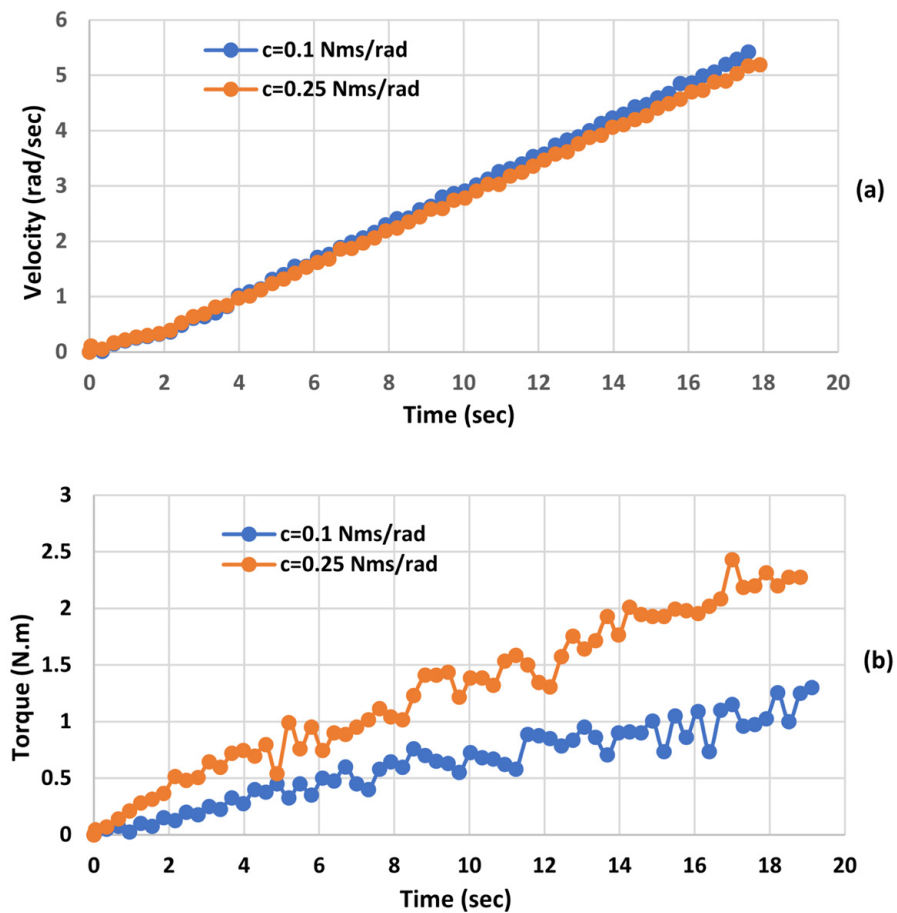 6
5
4
3
2
1
0
0 2 4 6 8 10 12 14 16 18 20
Velocity (rad/sec)
Time (sec)
c=0.1 Nms/rad
c=0.25 Nms/rad
(a)
3
2.5
2
1.5
1
0.5
0
0 2 4 6 8 10 12 14 16 18 20
Torque (N.m)
Time (sec)
c=0.1 Nms/rad
c=0.25 Nms/rad
(b)